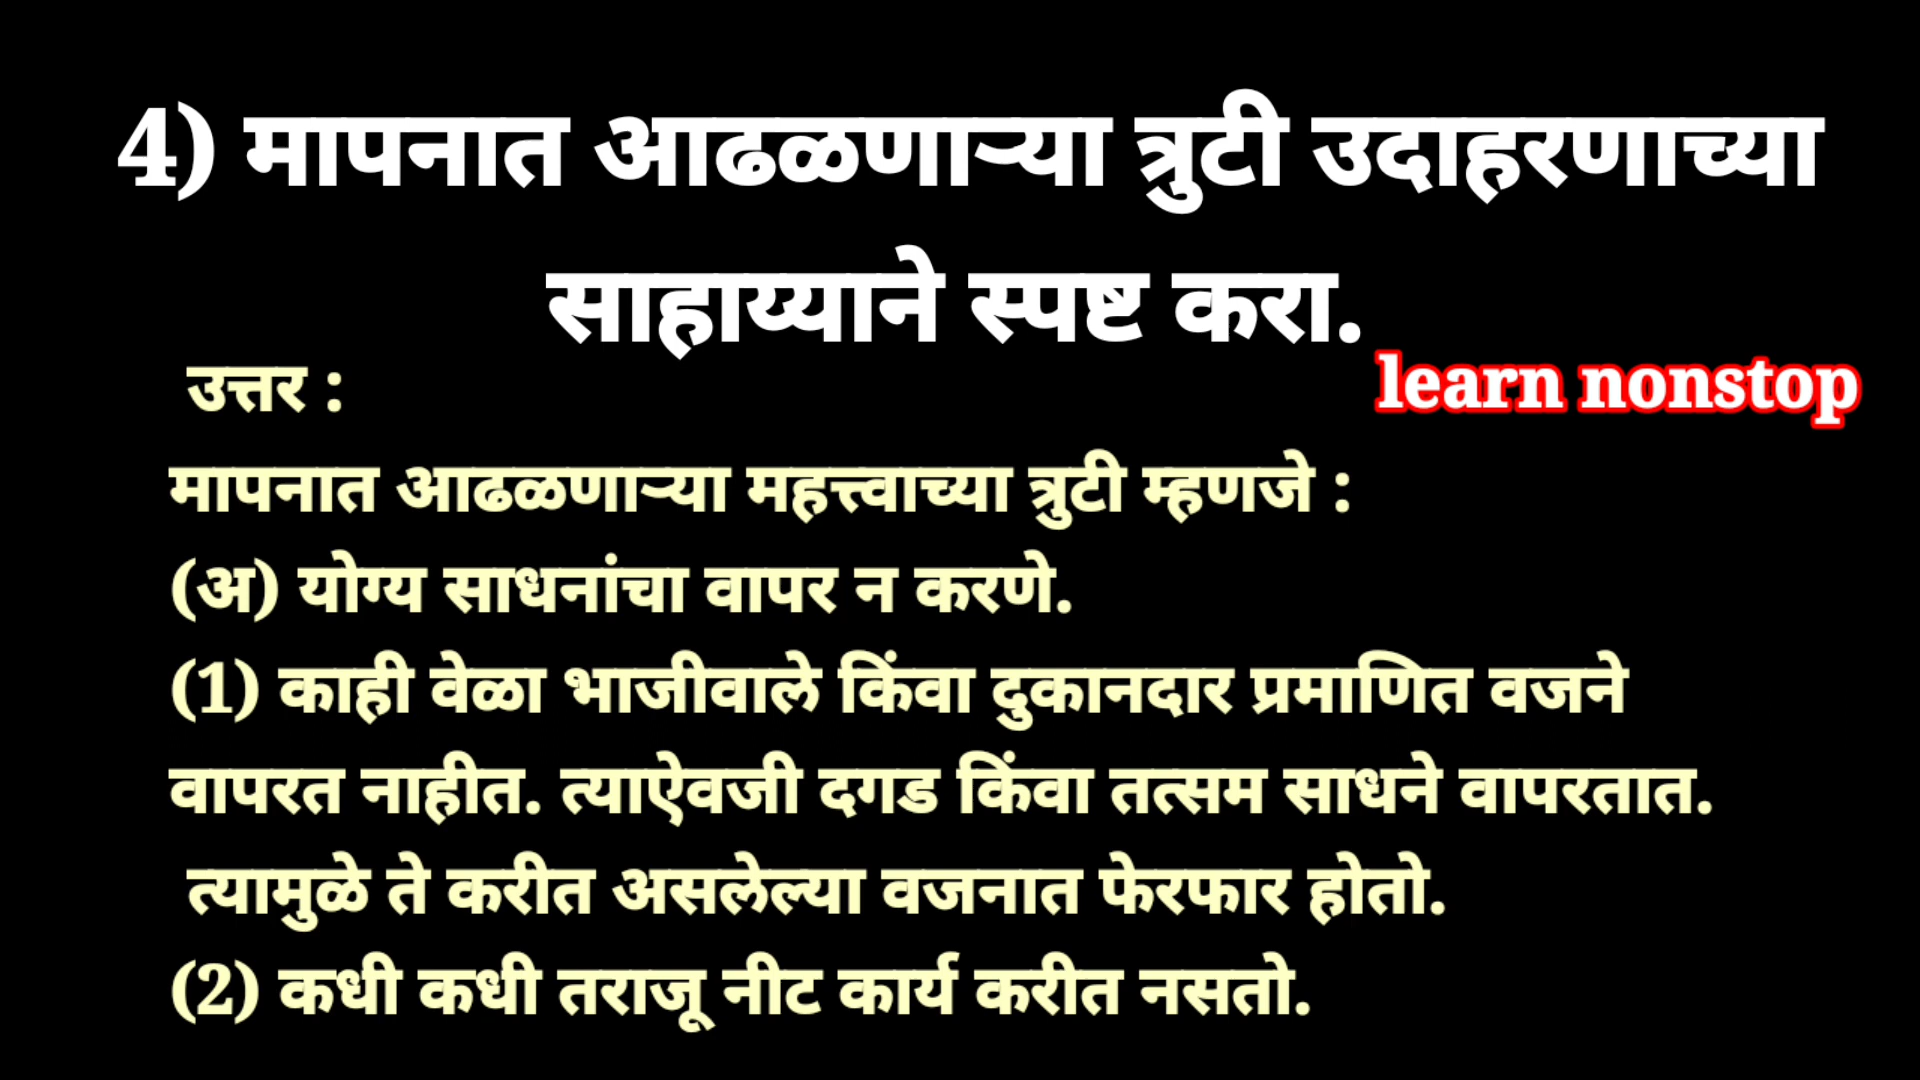 4) मापनात आढळणाऱ्या त्रुटी उदाहरणाच्या
साहाय्याने स्पष्ट करा.
उत्तर :
learn nonstop
मापनात आढळणाऱ्या महत्त्वाच्या त्रुटी म्हणजे :
(अ) योग्य साधनांचा वापर न करणे.
(1) काही वेळा भाजीवाले किंवा दुकानदार प्रमाणित वजने
वापरत नाहीत. त्याऐवजी दगड किंवा तत्सम साधने वापरतात.
त्यामुळे ते करीत असलेल्या वजनात फेरफार होतो.
(2) कधी कधी तराजू नीट कार्य करीत नसतो.